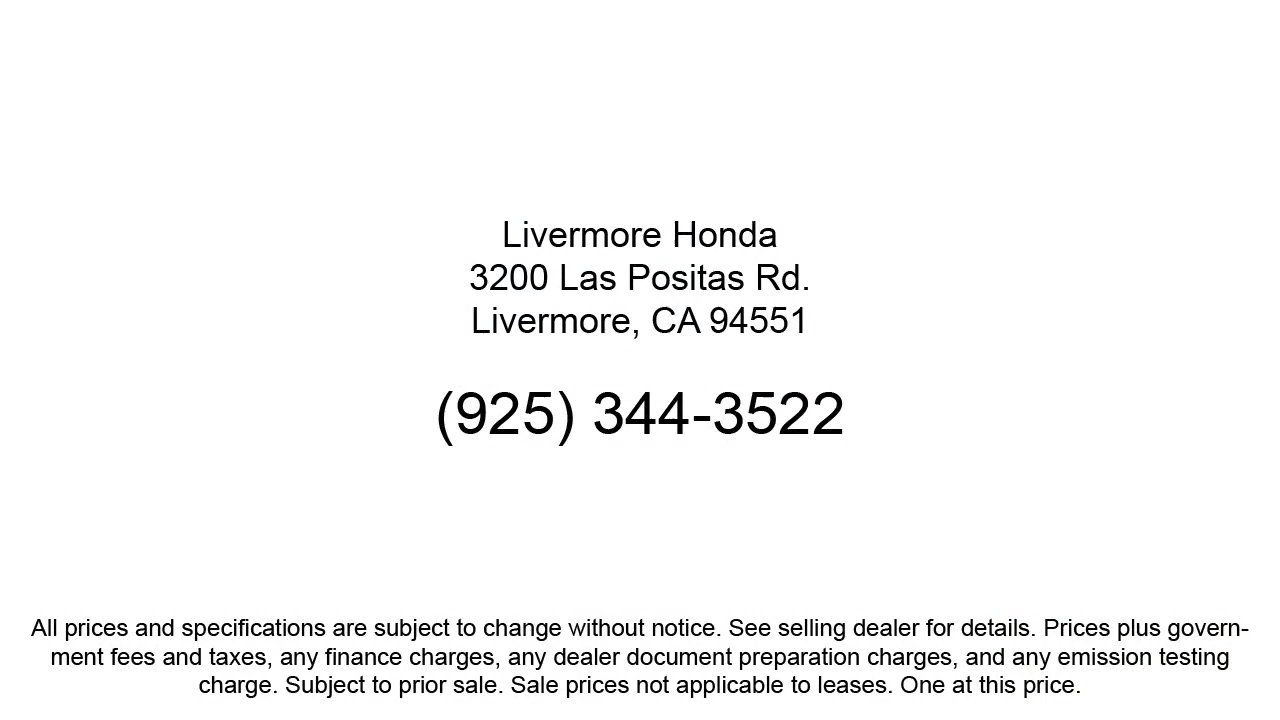 Livermore Honda
3200 Las Positas Rd.
Livermore, CA 94551
(925) 344-3522
All prices and specifications are subject to change without notice. See selling dealer for details. Prices plus govern-
ment fees and taxes, any finance charges, any dealer document preparation charges, and any emission testing
charge. Subject to prior sale. Sale prices not applicable to leases. One at this price.